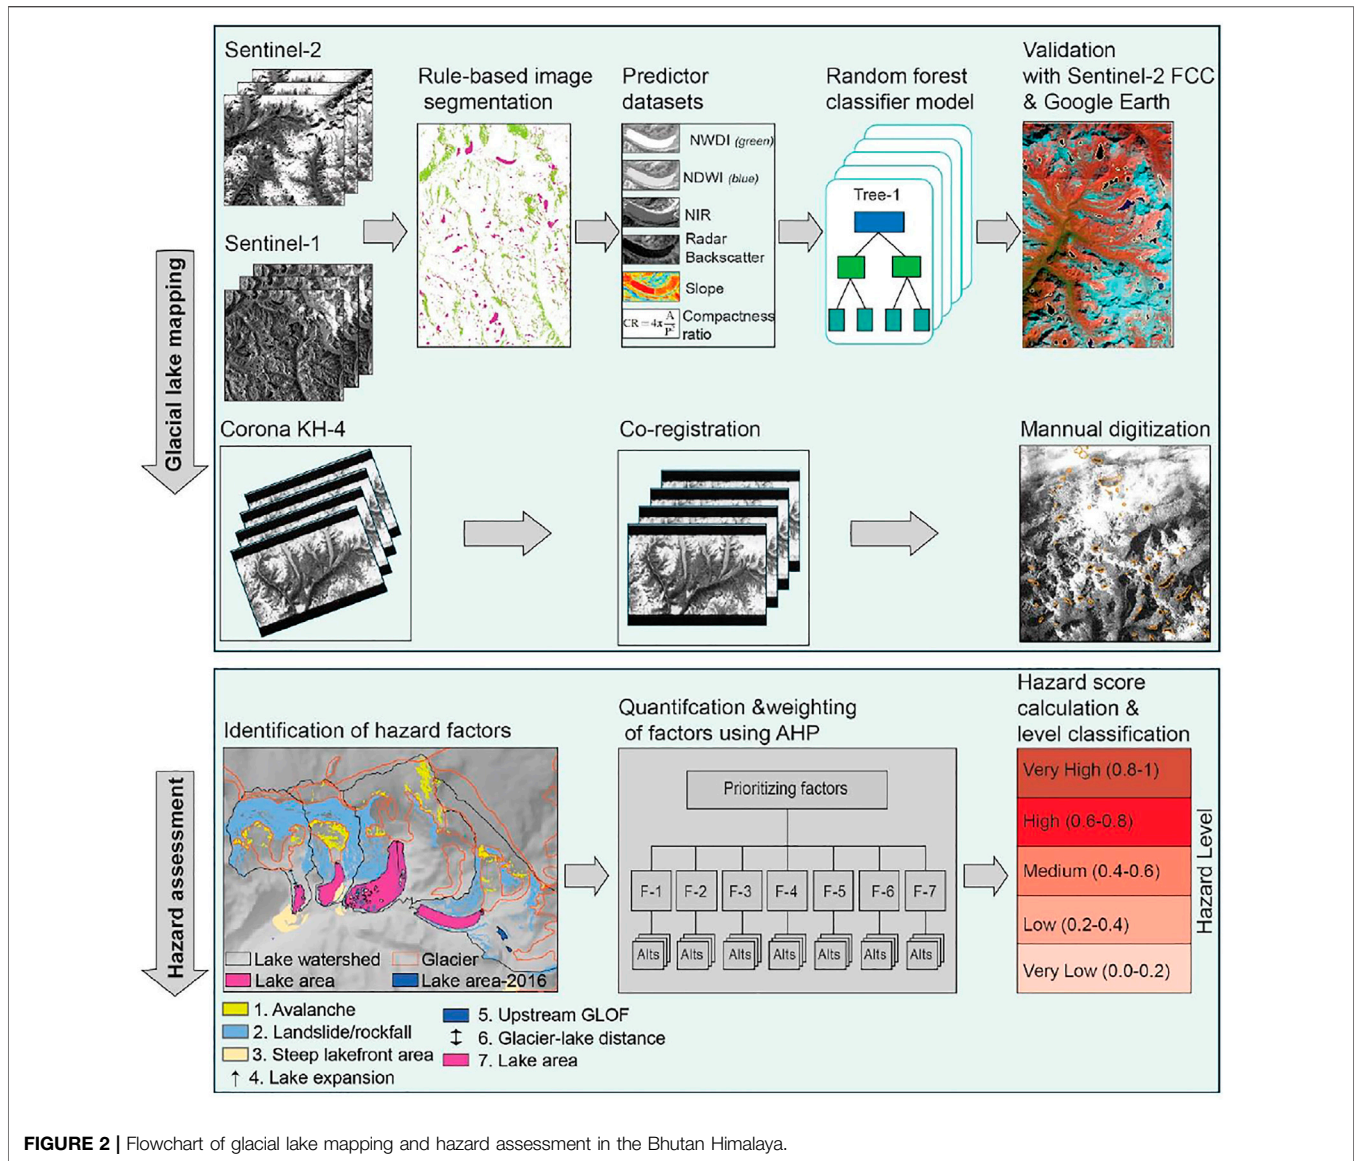 Sentinel-2
Rule-based image
segmentation
Predictor
datasets
Random forest
classifier model
Validation
with Sentinel-2 FCC
& Google Earth
NWDI (green)
NDWI (blue)
NIR
Radar
Backscatter
Slope
CR = 4π A/P²
Compactness
ratio
Tree-1
Sentinel-1
Glacial lake mapping
Corona KH-4
Co-registration
Mannual digitization
Identification of hazard factors
Quantifcation &weighting
of factors using AHP
Hazard score
calculation &
level classification
Hazard assessment
Lake watershed
Glacier
Lake area
Lake area-2016
1. Avalanche
2. Landslide/rockfall
3. Steep lakefront area
↑ 4. Lake expansion
5. Upstream GLOF
↕ 6. Glacier-lake distance
7. Lake area
Prioritizing factors
F-1 F-2 F-3 F-4 F-5 F-6 F-7
Alts Alts Alts Alts Alts Alts Alts
Very High (0.8-1)
High (0.6-0.8)
Medium (0.4-0.6)
Low (0.2-0.4)
Very Low (0.0-0.2)
Hazard Level
FIGURE 2 | Flowchart of glacial lake mapping and hazard assessment in the Bhutan Himalaya.